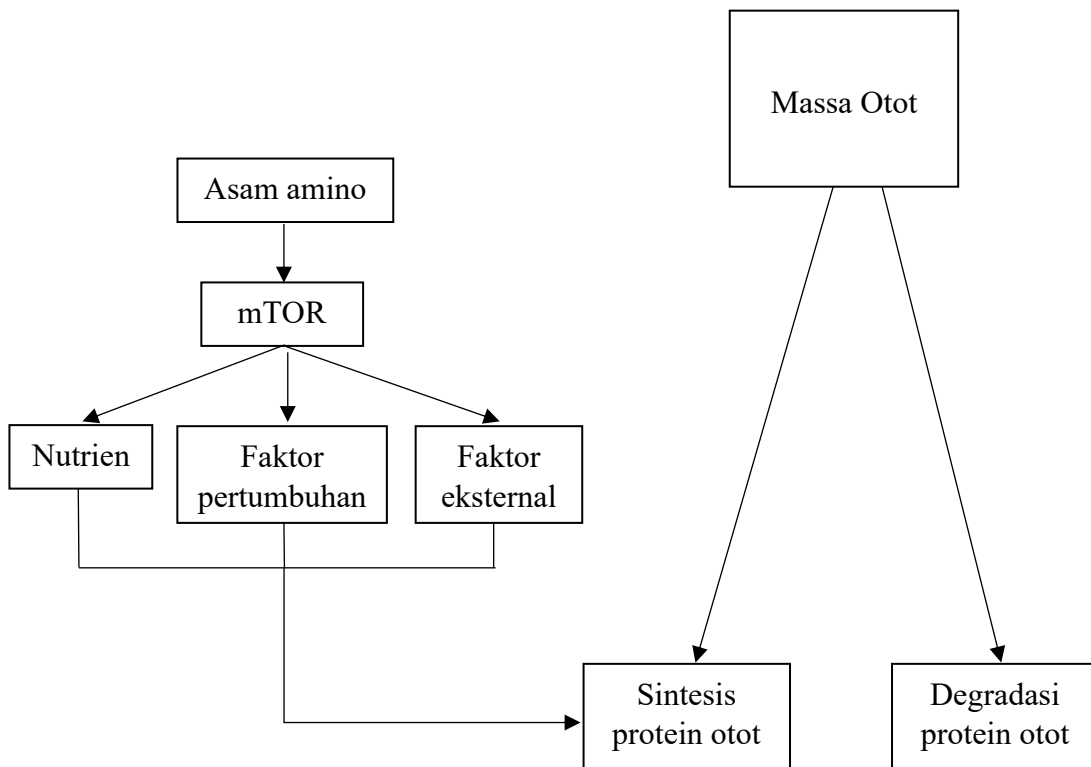 Massa Otot
Asam amino
mTOR
Nutrien
Faktor
pertumbuhan
Faktor
eksternal
Sintesis
protein otot
Degradasi
protein otot